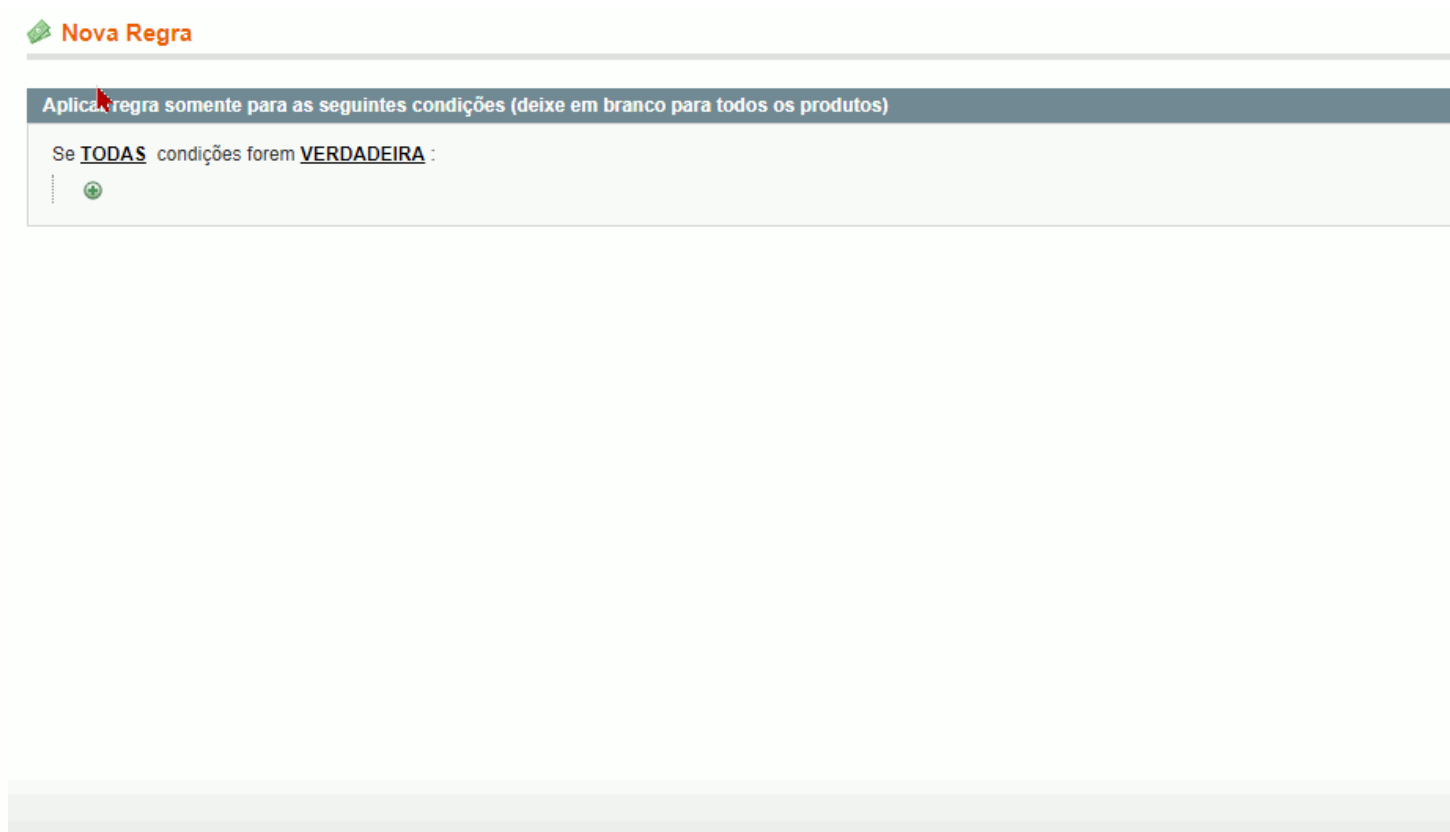 Nova Regra
Aplicar regra somente para as seguintes condições (deixe em branco para todos os produtos)
Se TODAS condições forem VERDADEIRA :